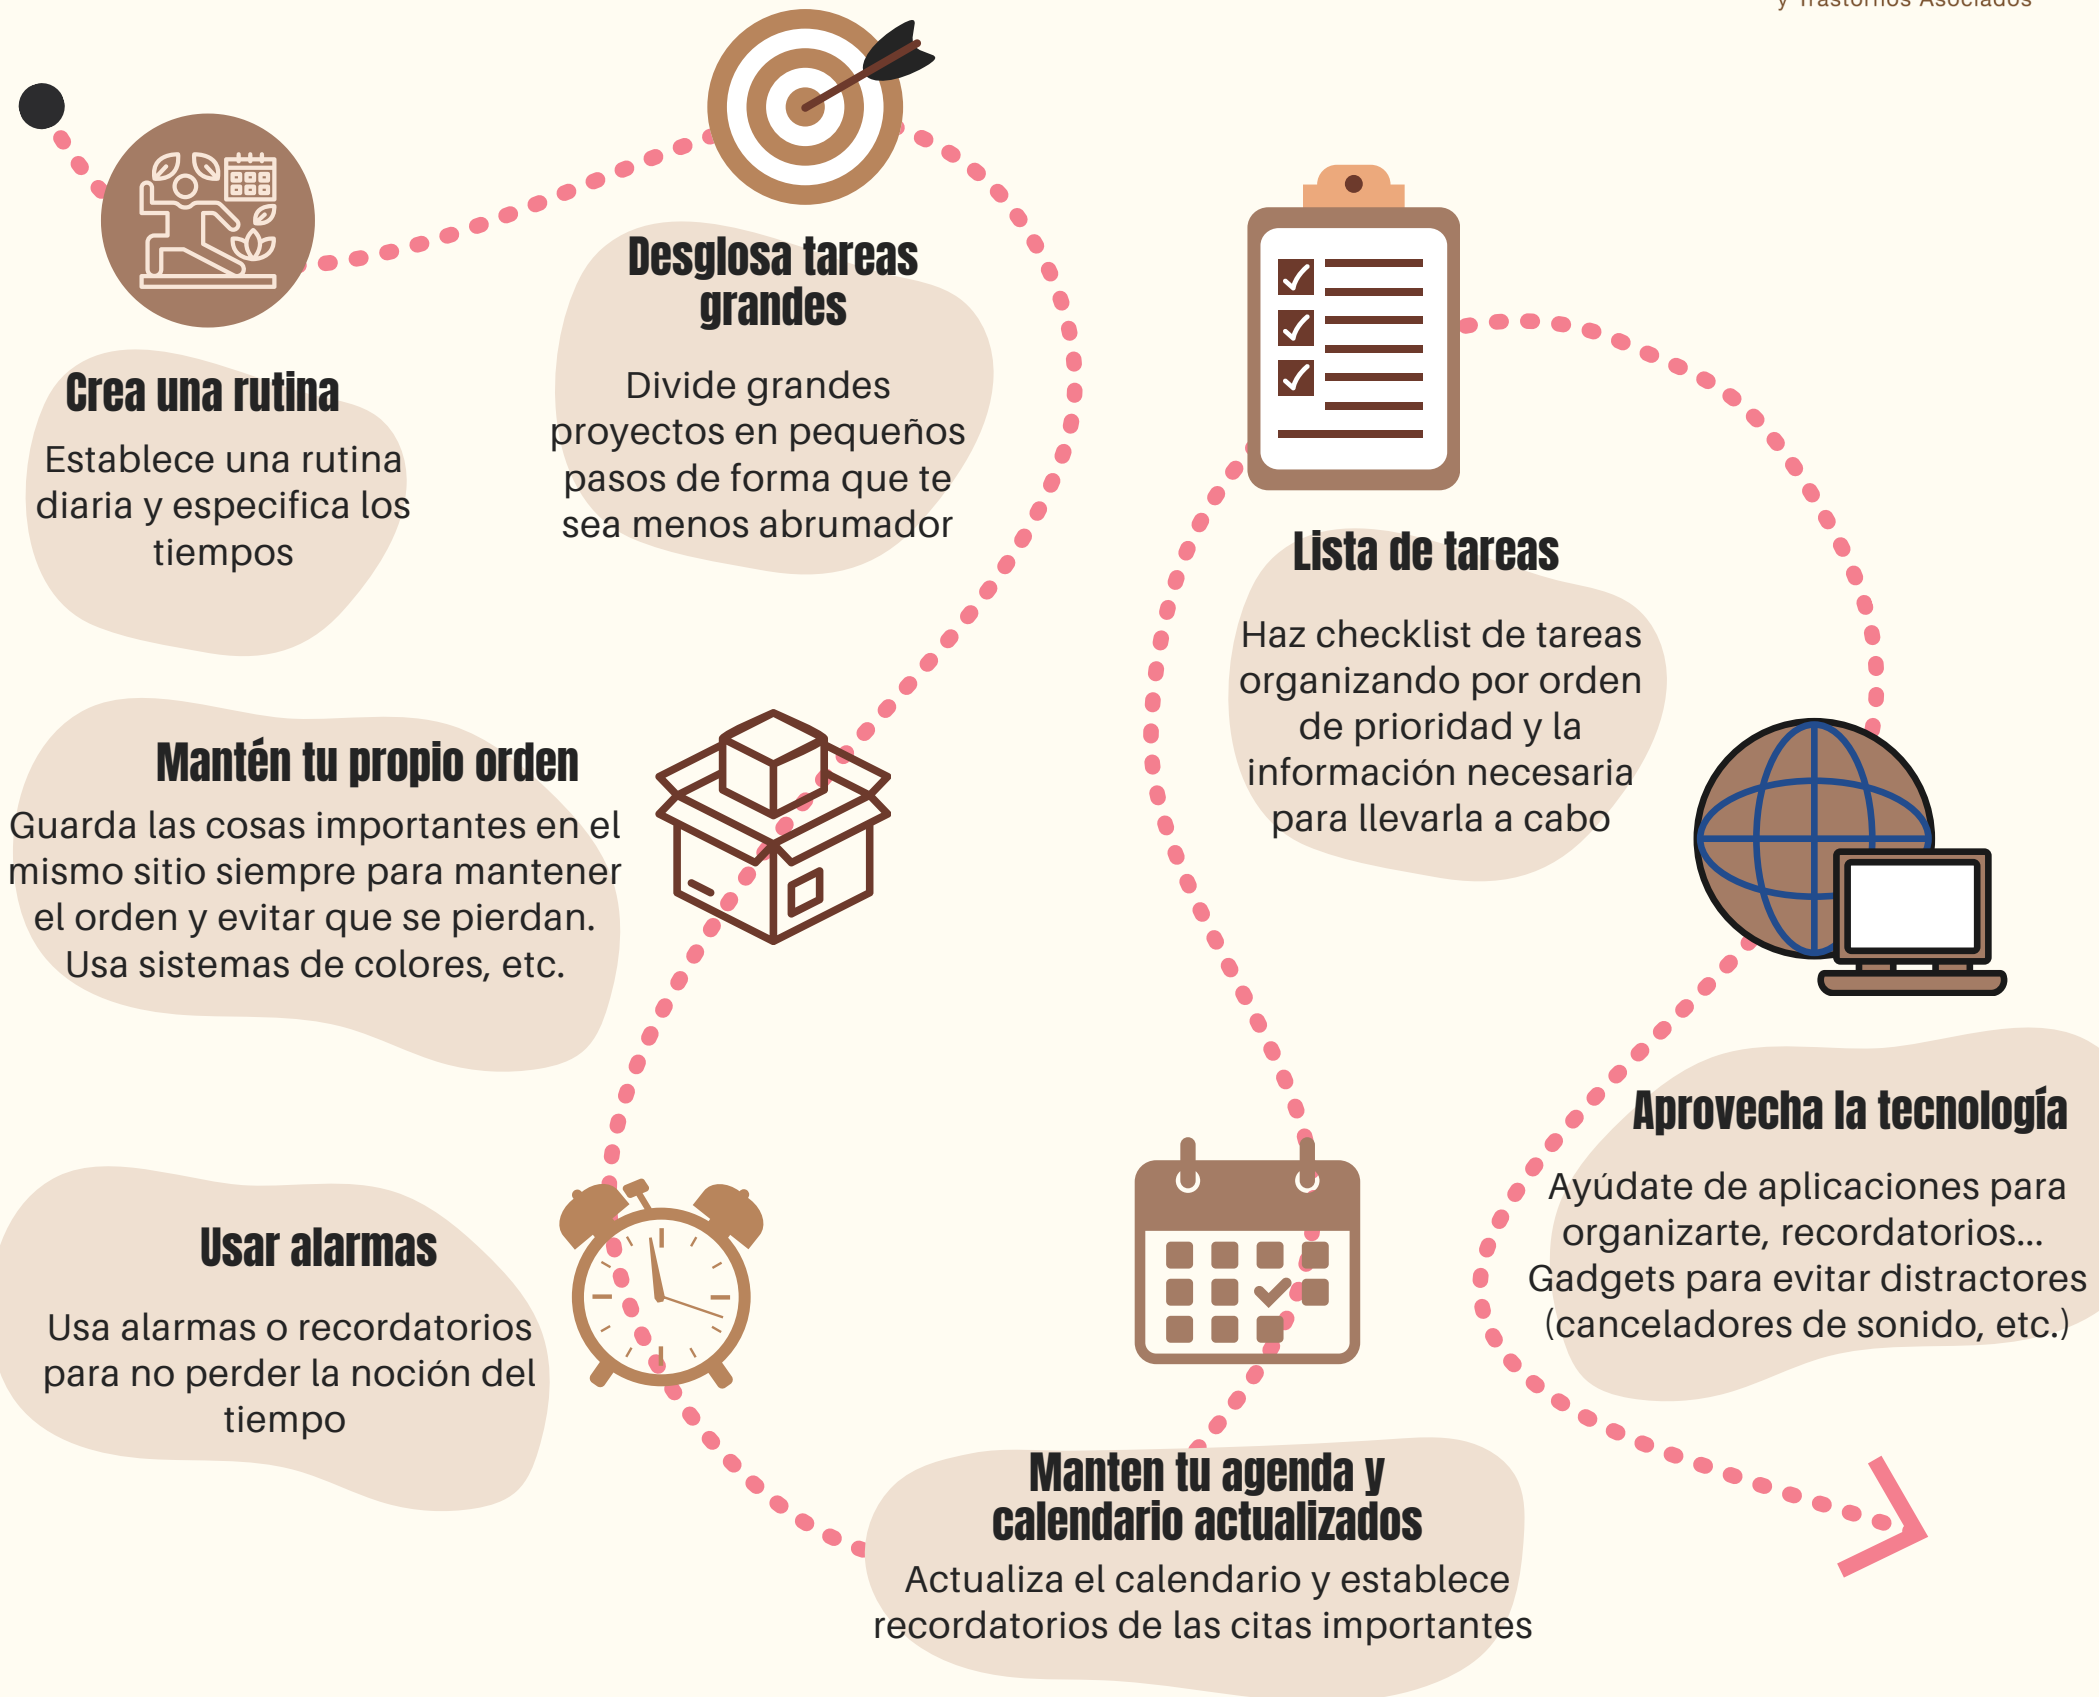 y Trastornos Asociados
Crea una rutina
Establece una rutina
diaria y especifica los
tiempos
Desglosa tareas
grandes
Divide grandes
proyectos en pequeños
pasos de forma que te
sea menos abrumador
Mantén tu propio orden
Guarda las cosas importantes en el
mismo sitio siempre para mantener
el orden y evitar que se pierdan.
Usa sistemas de colores, etc.
Usar alarmas
Usa alarmas o recordatorios
para no perder la noción del
tiempo
Manten tu agenda y
calendario actualizados
Actualiza el calendario y establece
recordatorios de las citas importantes
Lista de tareas
Haz checklist de tareas
organizando por orden
de prioridad y la
información necesaria
para llevarla a cabo
Aprovecha la tecnología
Ayúdate de aplicaciones para
organizarte, recordatorios...
Gadgets para evitar distractores
(canceladores de sonido, etc.)